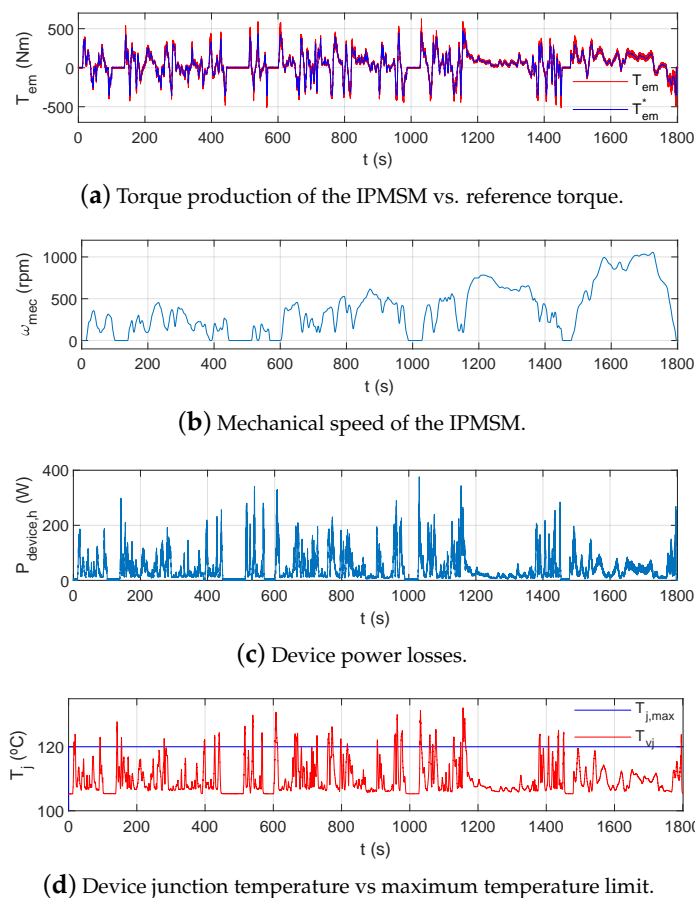 500
0
-500
T_em (Nm)
T_em
T*_em
0 200 400 600 800 1000 1200 1400 1600 1800
t (s)
(a) Torque production of the IPMSM vs. reference torque.
1000
500
0
ω_mec (rpm)
0 200 400 600 800 1000 1200 1400 1600 1800
t (s)
(b) Mechanical speed of the IPMSM.
400
200
0
P_device,h (W)
0 200 400 600 800 1000 1200 1400 1600 1800
t (s)
(c) Device power losses.
120
100
T_j (ºC)
T_j,max
T_vj
0 200 400 600 800 1000 1200 1400 1600 1800
t (s)
(d) Device junction temperature vs maximum temperature limit.